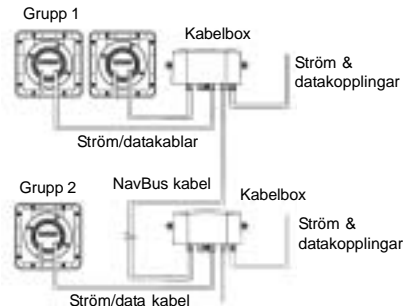 Grupp 1
Kabelbox
Ström &
datakopplingar
Ström/datakablar
Grupp 2
NavBus kabel
Kabelbox
Ström &
datakopplingar
Ström/data kabel